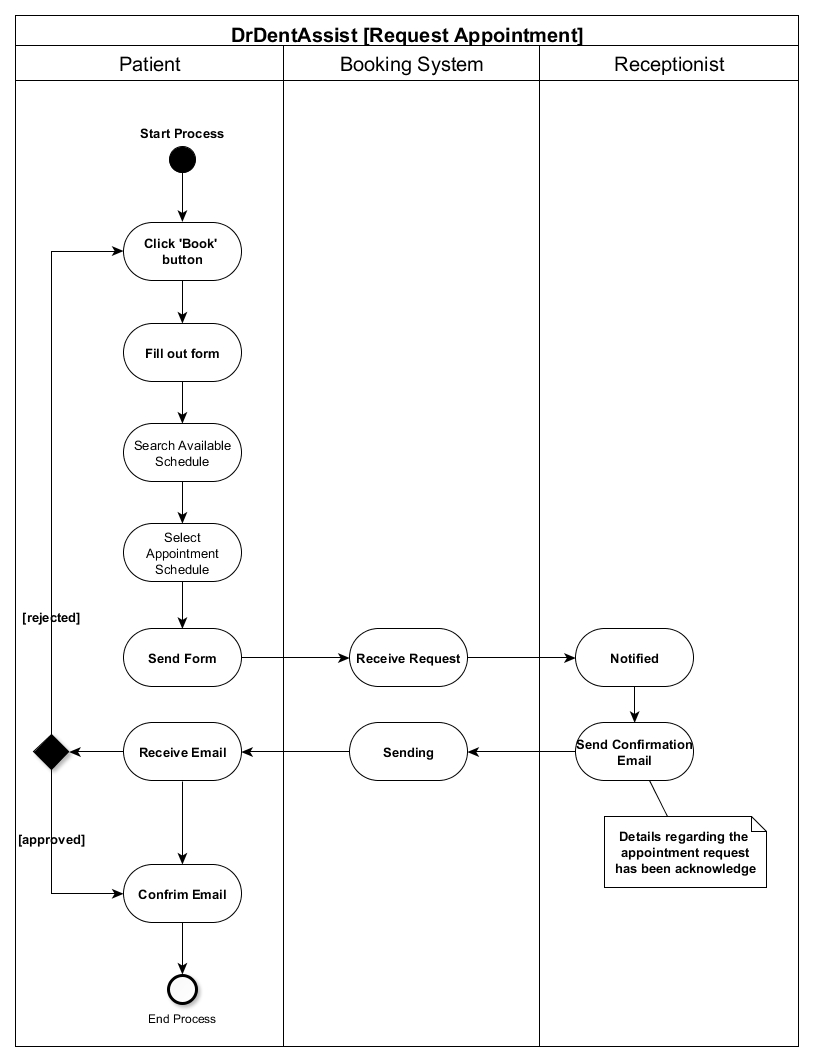 DrDentAssist [Request Appointment]
Patient
Booking System
Receptionist
Start Process
Click 'Book'
button
Fill out form
Search Available
Schedule
Select
Appointment
Schedule
[rejected]
Send Form
Receive Request
Notified
Receive Email
Sending
Send Confirmation
Email
[approved]
Details regarding the
appointment request
has been acknowledge
Confrim Email
End Process